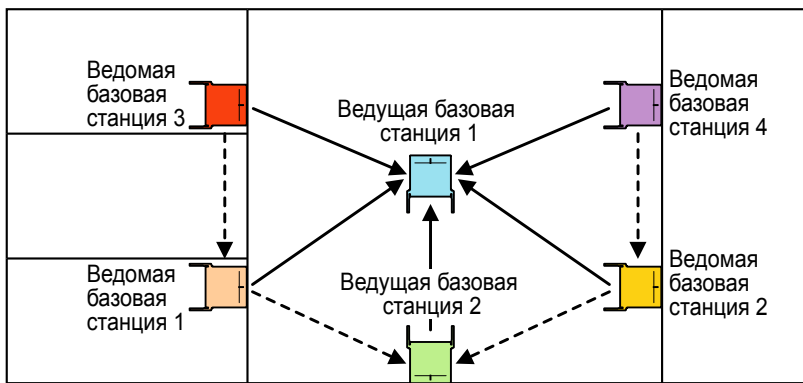 Ведомая
базовая
станция 3
Ведущая базовая
станция 1
Ведомая
базовая
станция 4
Ведомая
базовая
станция 1
Ведущая базовая
станция 2
Ведомая
базовая
станция 2